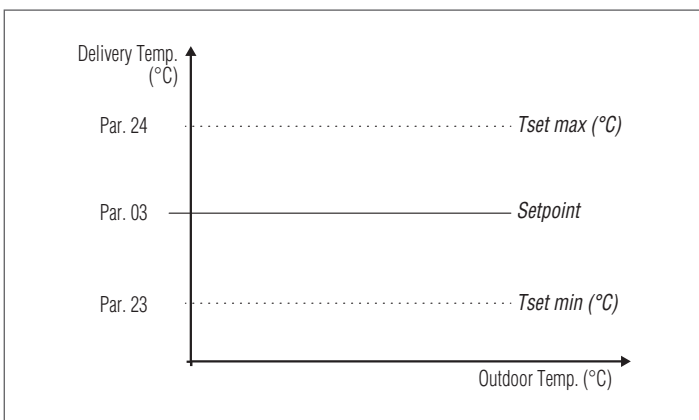 Delivery Temp.
(°C)
Par. 24
Tset max (°C)
Par. 03
Setpoint
Par. 23
Tset min (°C)
Outdoor Temp. (°C)